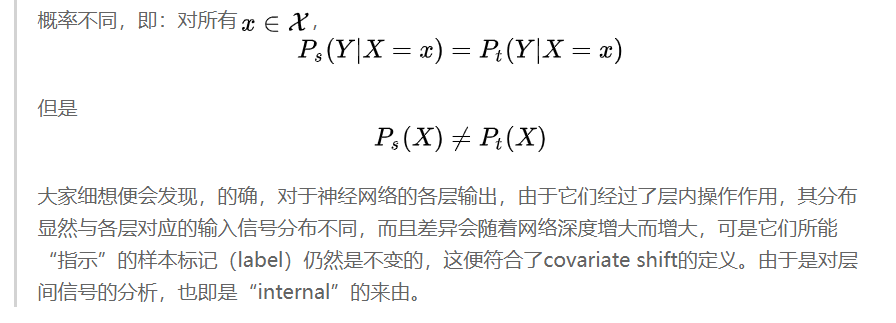 概率不同，即：对所有 x ∈ 𝒳，
P_s(Y|X = x) = P_t(Y|X = x)
但是
P_s(X) ≠ P_t(X)
大家细想便会发现，的确，对于神经网络的各层输出，由于它们经过了层内操作作用，其分布
显然与各层对应的输入信号分布不同，而且差异会随着网络深度增大而增大，可是它们所能
“指示”的样本标记（label）仍然是不变的，这便符合了covariate shift的定义。由于是对层
间信号的分析，也即是“internal”的来由。